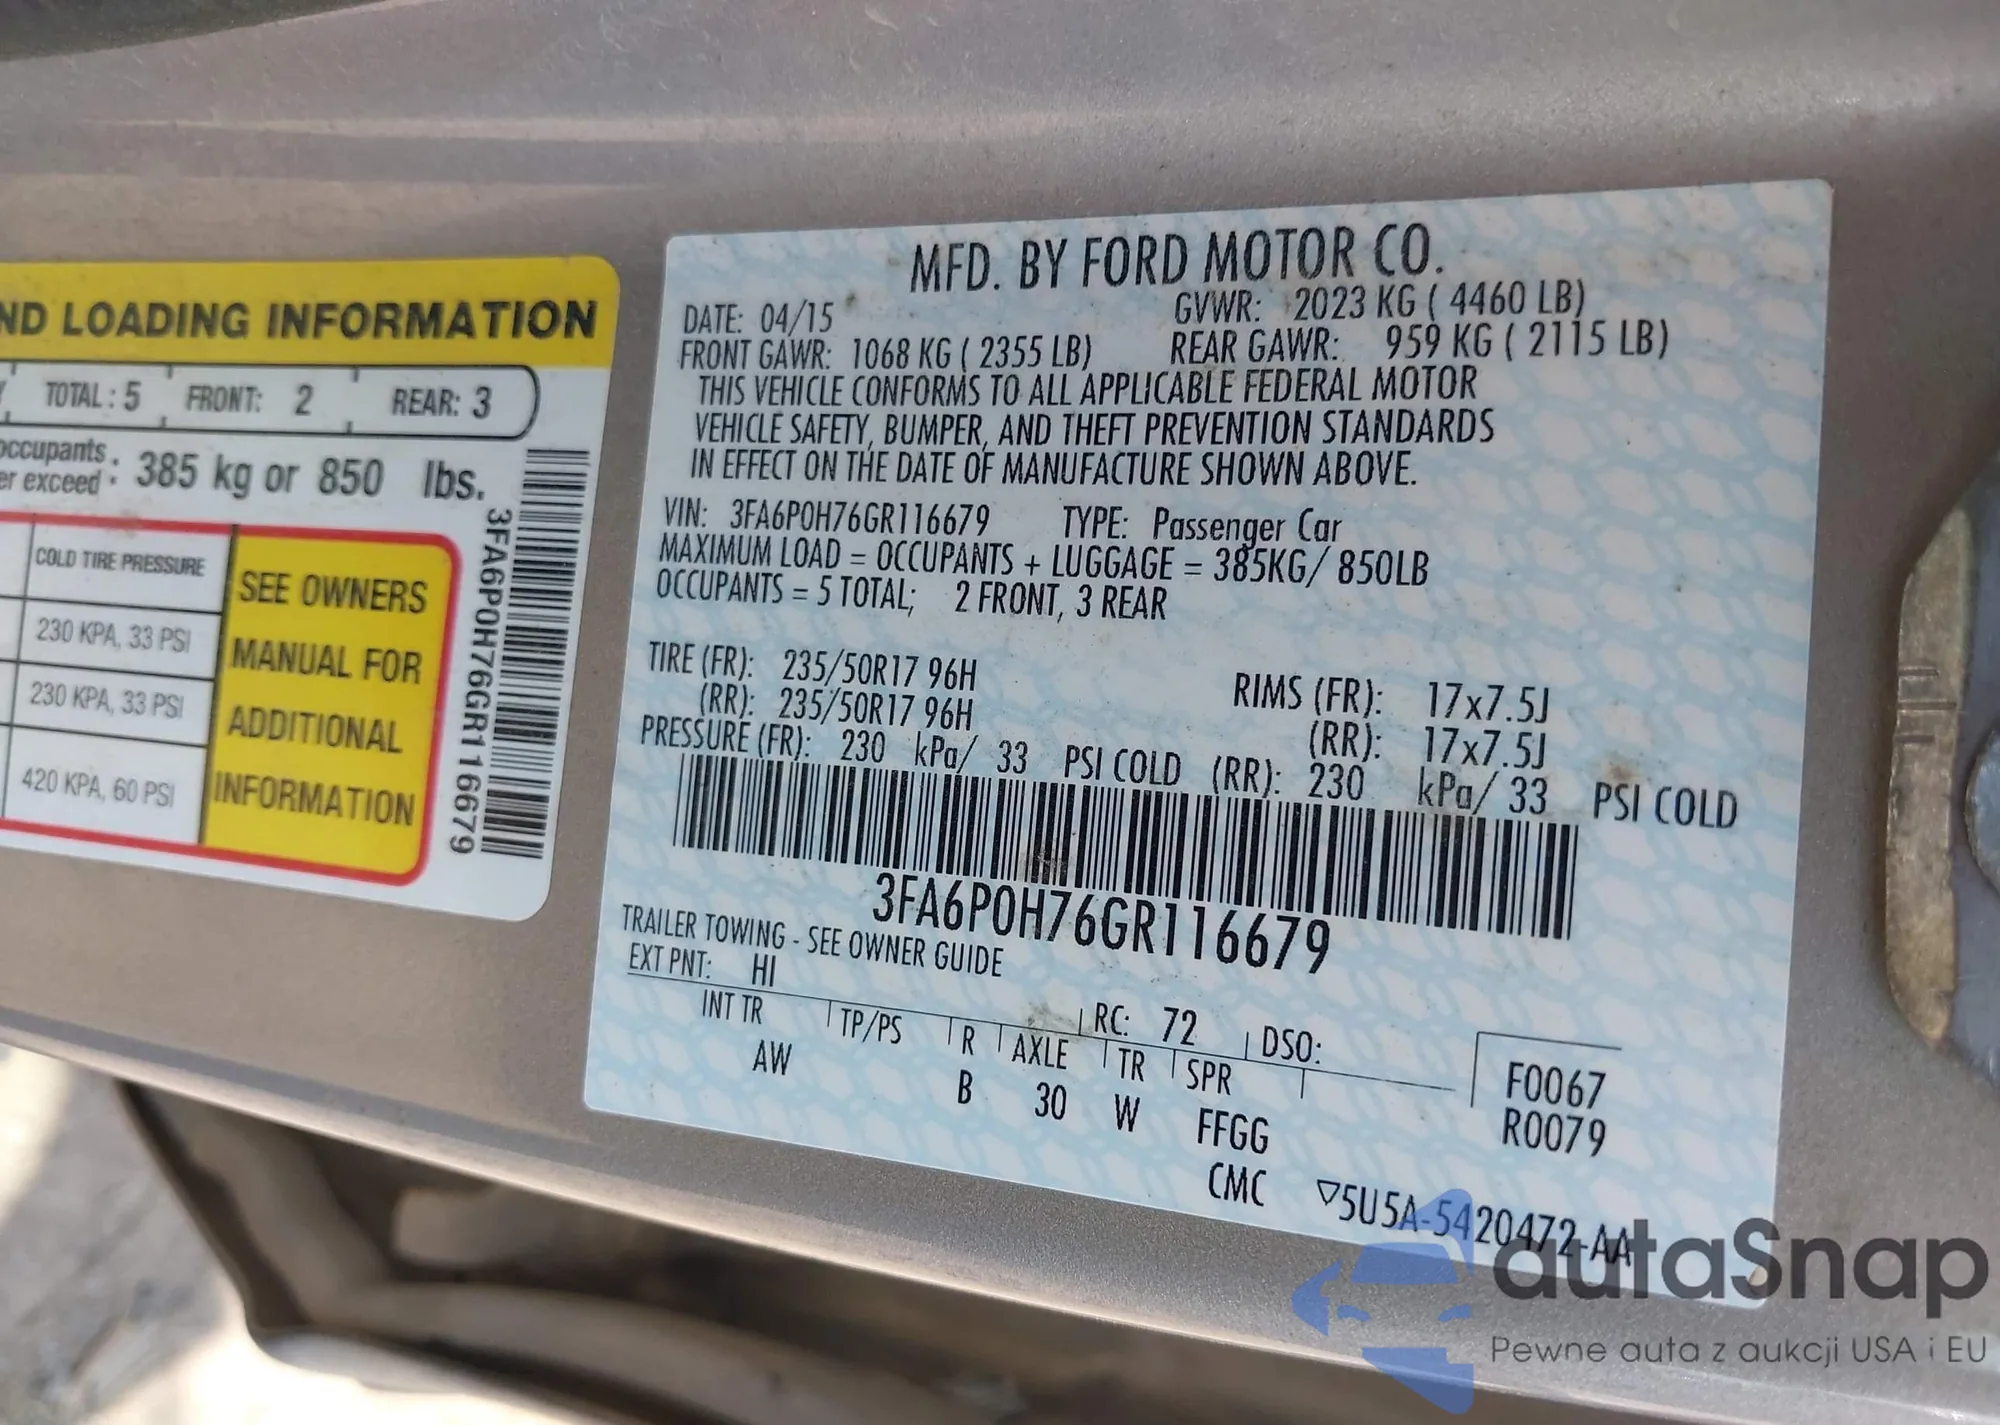 ND LOADING INFORMATION
TOTAL: 5 FRONT: 2 REAR: 3
occupants
er exceed : 385 kg or 850 lbs.
COLD TIRE PRESSURE
230 KPA, 33 PSI
230 KPA, 33 PSI
420 KPA, 60 PSI
SEE OWNERS
MANUAL FOR
ADDITIONAL
INFORMATION
3FA6P0H76GR116679
MFD. BY FORD MOTOR CO.
DATE: 04/15 GVWR: 2023 KG ( 4460 LB)
FRONT GAWR: 1068 KG ( 2355 LB) REAR GAWR: 959 KG ( 2115 LB)
THIS VEHICLE CONFORMS TO ALL APPLICABLE FEDERAL MOTOR
VEHICLE SAFETY, BUMPER, AND THEFT PREVENTION STANDARDS
IN EFFECT ON THE DATE OF MANUFACTURE SHOWN ABOVE.
VIN: 3FA6P0H76GR116679 TYPE: Passenger Car
MAXIMUM LOAD = OCCUPANTS + LUGGAGE = 385KG/ 850LB
OCCUPANTS = 5 TOTAL; 2 FRONT, 3 REAR
TIRE (FR): 235/50R17 96H RIMS (FR): 17x7.5J
(RR): 235/50R17 96H (RR): 17x7.5J
PRESSURE (FR): 230 kPa/ 33 PSI COLD (RR): 230 kPa/ 33 PSI COLD
3FA6P0H76GR116679
TRAILER TOWING - SEE OWNER GUIDE
EXT PNT: HI RC: 72 DSO:
INT TR TP/PS R AXLE TR SPR F0067
AW B 30 W FFGG R0079
CMC ▽5U5A-5420472-AA
autaSnap
Pewne auta z aukcji USA i EU